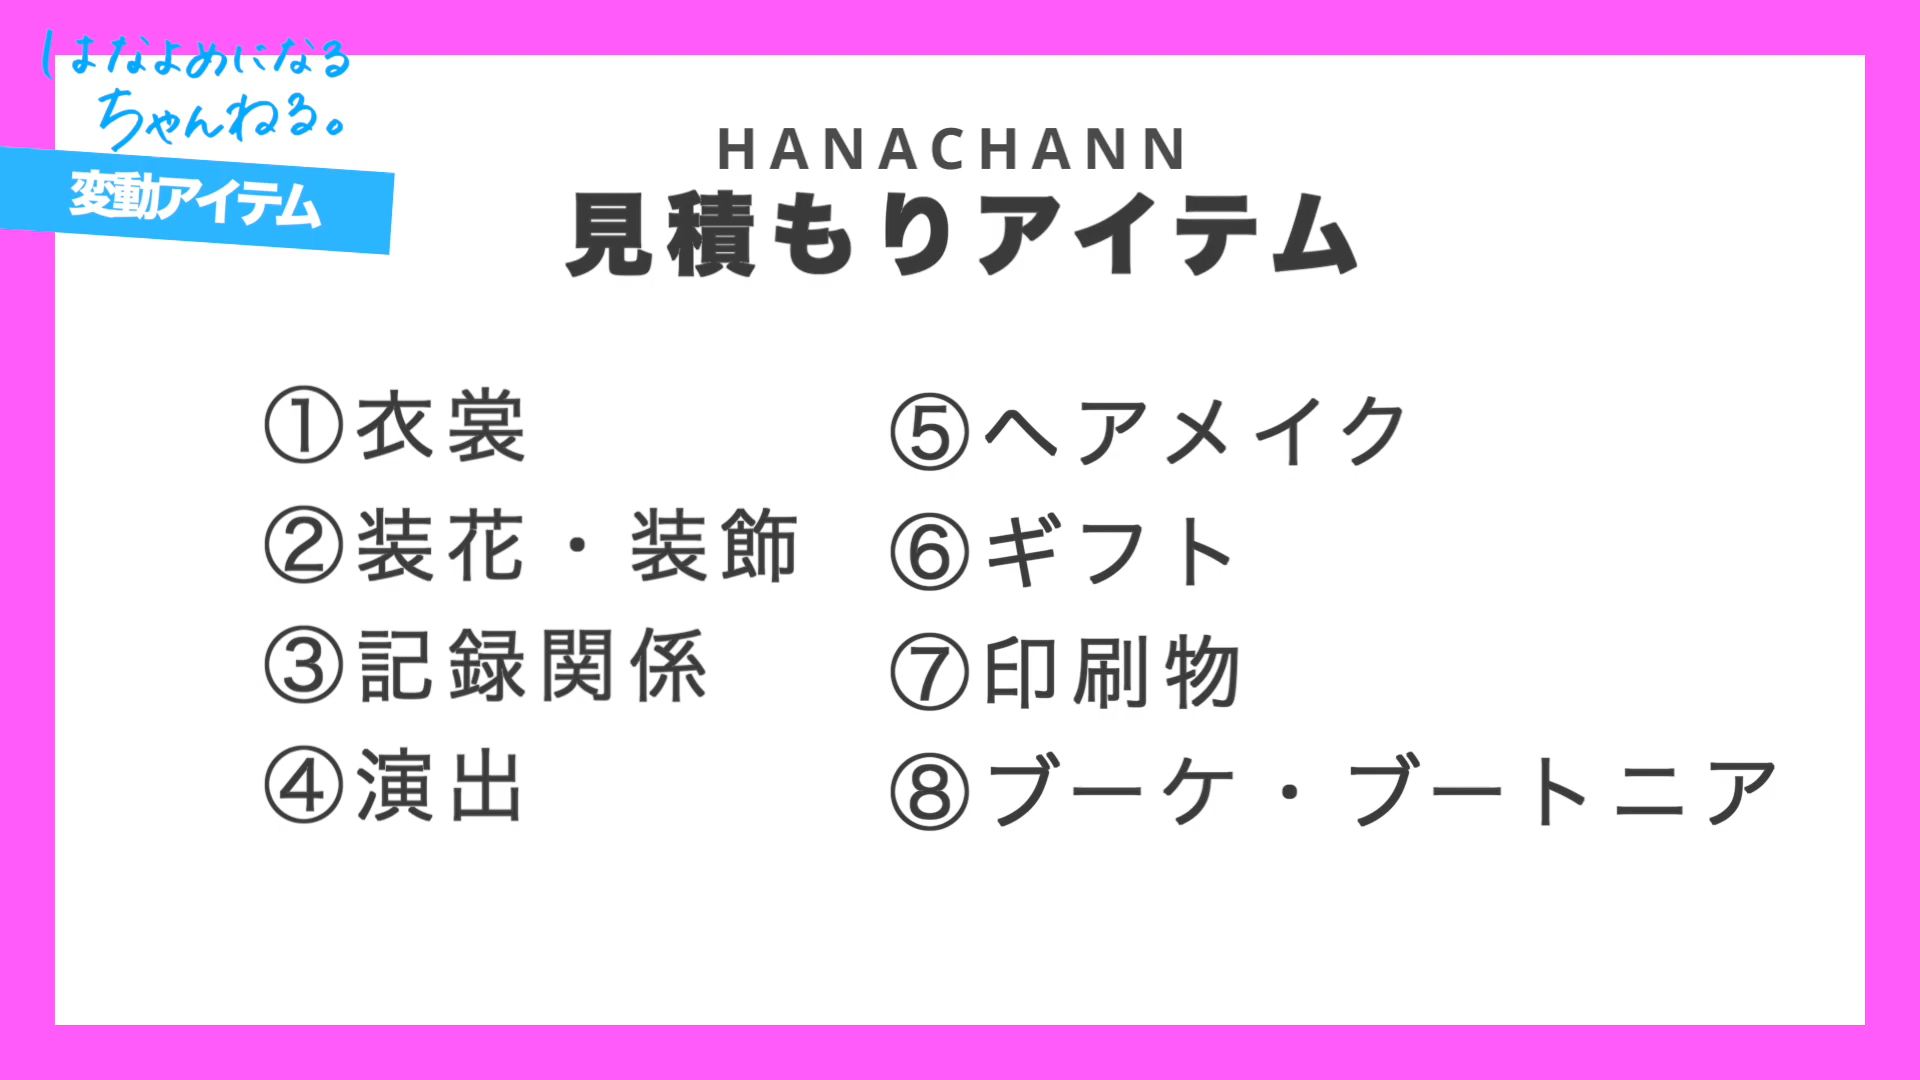 はなよめになる
ちゃんねる。
変動アイテム
HANACHANN
見積もりアイテム
①衣裳
②装花・装飾
③記録関係
④演出
⑤ヘアメイク
⑥ギフト
⑦印刷物
⑧ブーケ・ブートニア